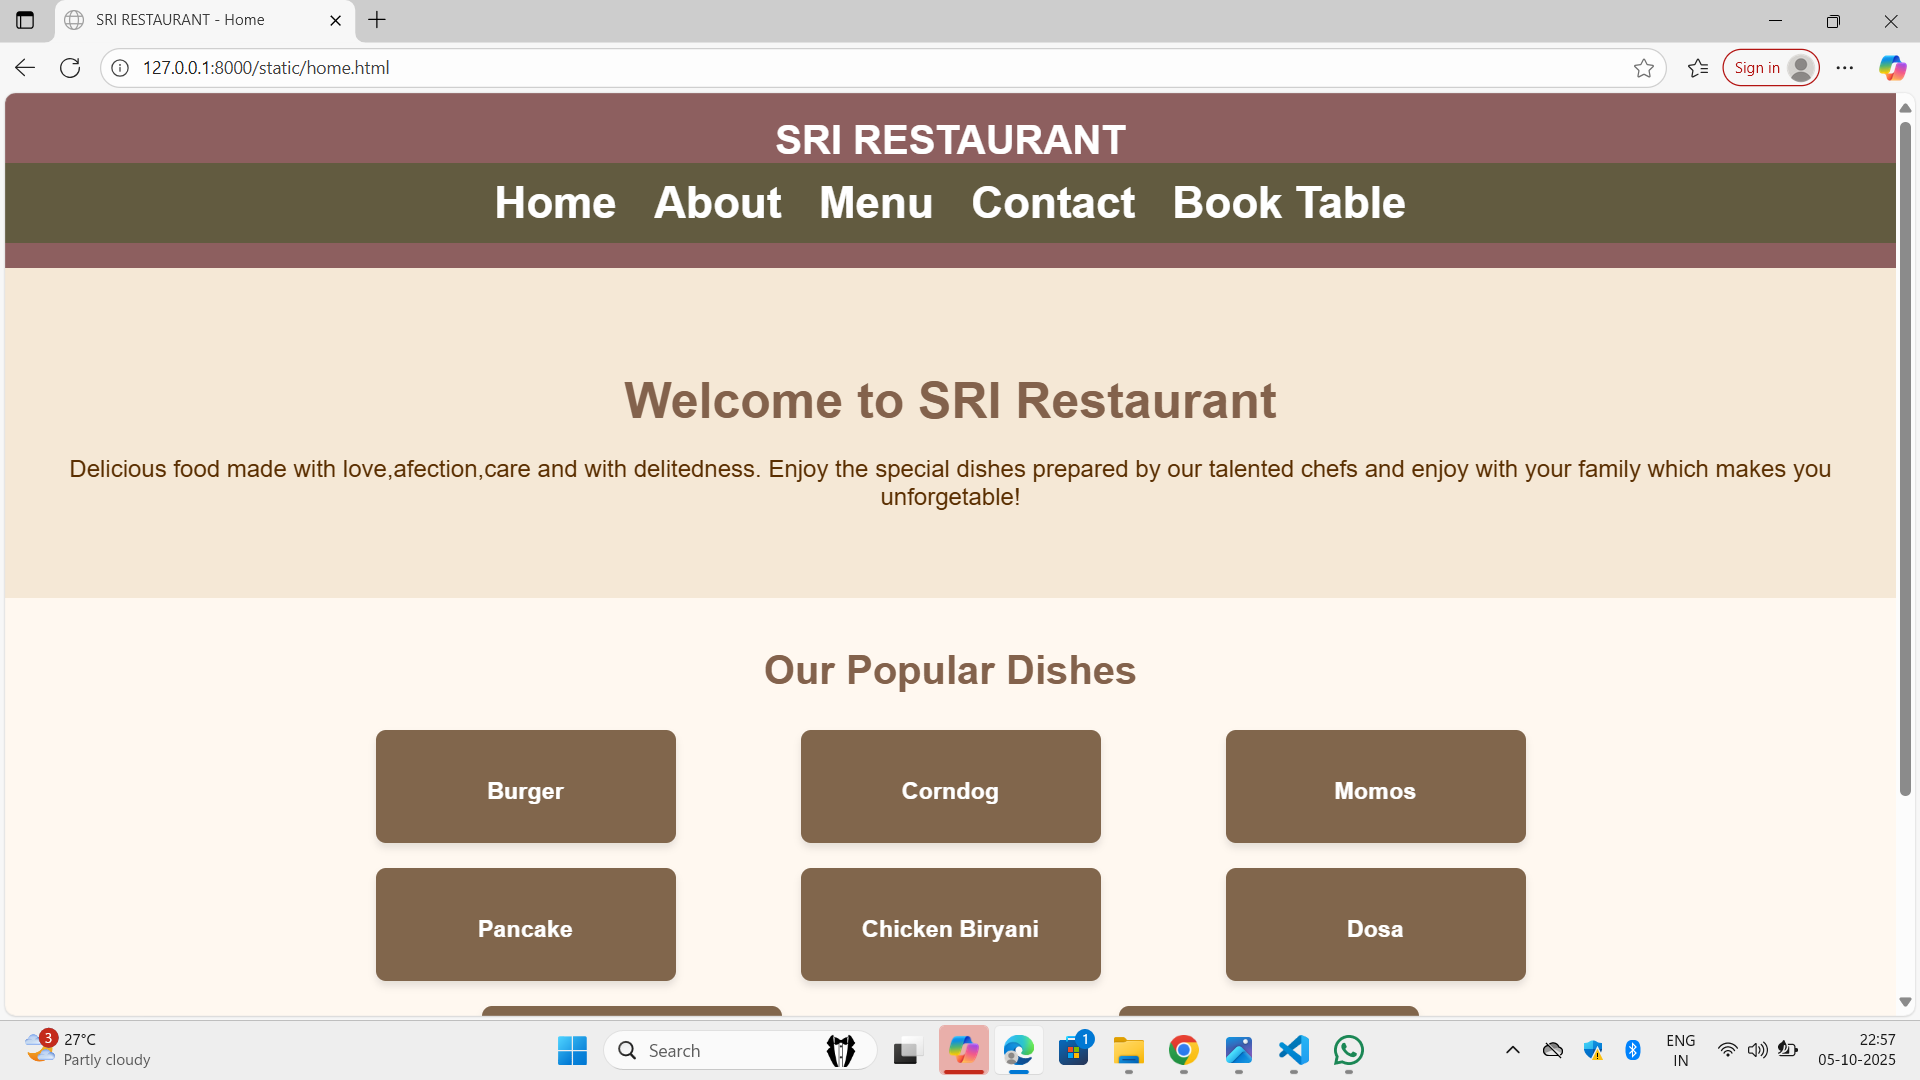 SRI RESTAURANT - Home
127.0.0.1:8000/static/home.html
Sign in
SRI RESTAURANT
Home About Menu Contact Book Table
Welcome to SRI Restaurant
Delicious food made with love,afection,care and with delitedness. Enjoy the special dishes prepared by our talented chefs and enjoy with your family which makes you
unforgetable!
Our Popular Dishes
Burger Corndog Momos
Pancake Chicken Biryani Dosa
3
27°C
Partly cloudy
Search
1
ENG
IN
22:57
05-10-2025